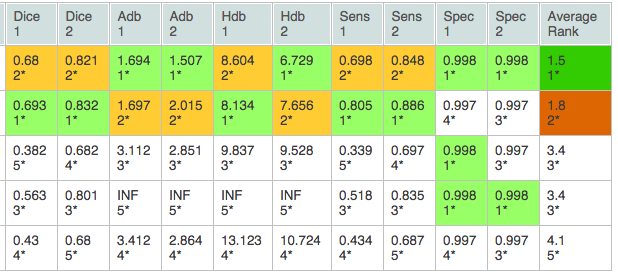 Dice 1 Dice 2 Adb 1 Adb 2 Hdb 1 Hdb 2 Sens 1 Sens 2 Spec 1 Spec 2 Average Rank
0.68 0.821 1.694 1.507 8.604 6.729 0.698 0.848 0.998 0.998 1.5
2* 2* 1* 1* 2* 1* 2* 2* 1* 1* 1*
0.693 0.832 1.697 2.015 8.134 7.656 0.805 0.886 0.997 0.997 1.8
1* 1* 2* 2* 1* 2* 1* 1* 4* 3* 2*
0.382 0.682 3.112 2.851 9.837 9.528 0.339 0.697 0.998 0.997 3.4
5* 4* 3* 3* 3* 3* 5* 4* 1* 3* 3*
0.563 0.801 INF INF INF INF 0.518 0.835 0.998 0.998 3.4
3* 3* 5* 5* 5* 5* 3* 3* 1* 1* 3*
0.43 0.68 3.412 2.864 13.123 10.724 0.434 0.687 0.997 0.997 4.1
4* 5* 4* 4* 4* 4* 4* 5* 4* 3* 5*